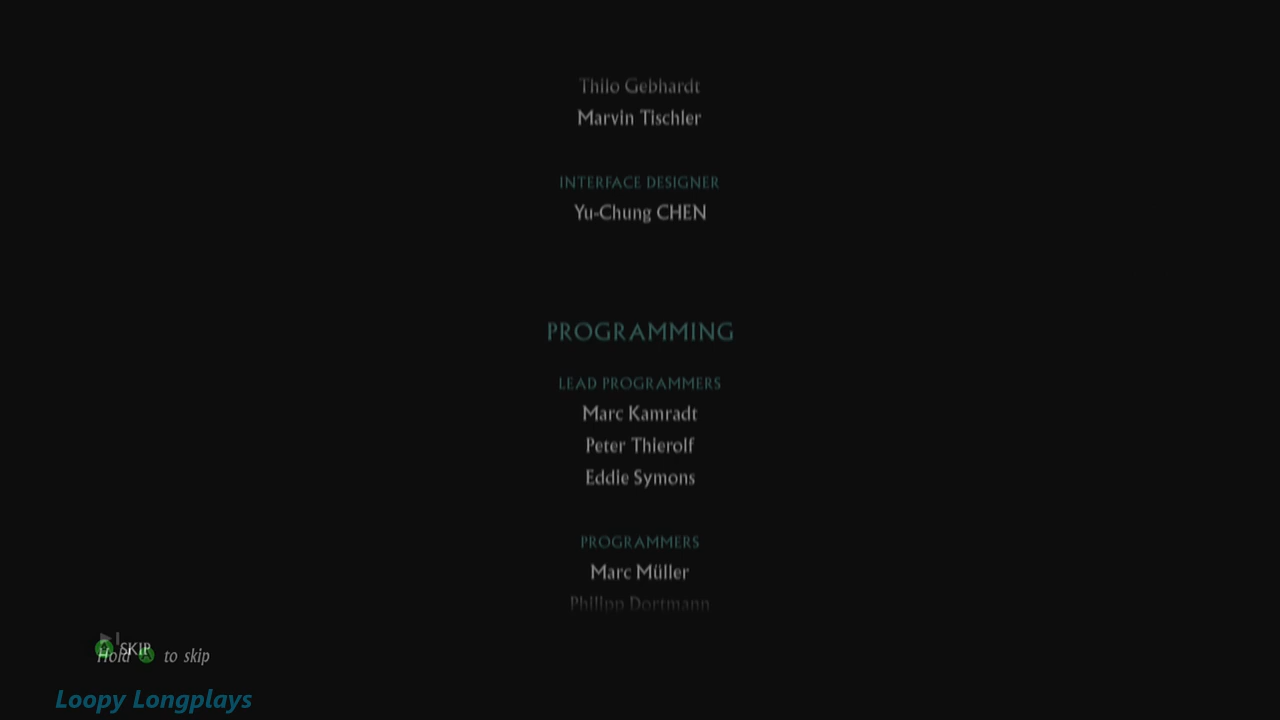 Thilo Gebhardt
Marvin Tischler
INTERFACE DESIGNER
Yu-Chung CHEN
PROGRAMMING
LEAD PROGRAMMERS
Marc Kamradt
Peter Thierolf
Eddie Symons
PROGRAMMERS
Marc Müller
Philipp Dortmann
SKIP
Hold A to skip
Loopy Longplays